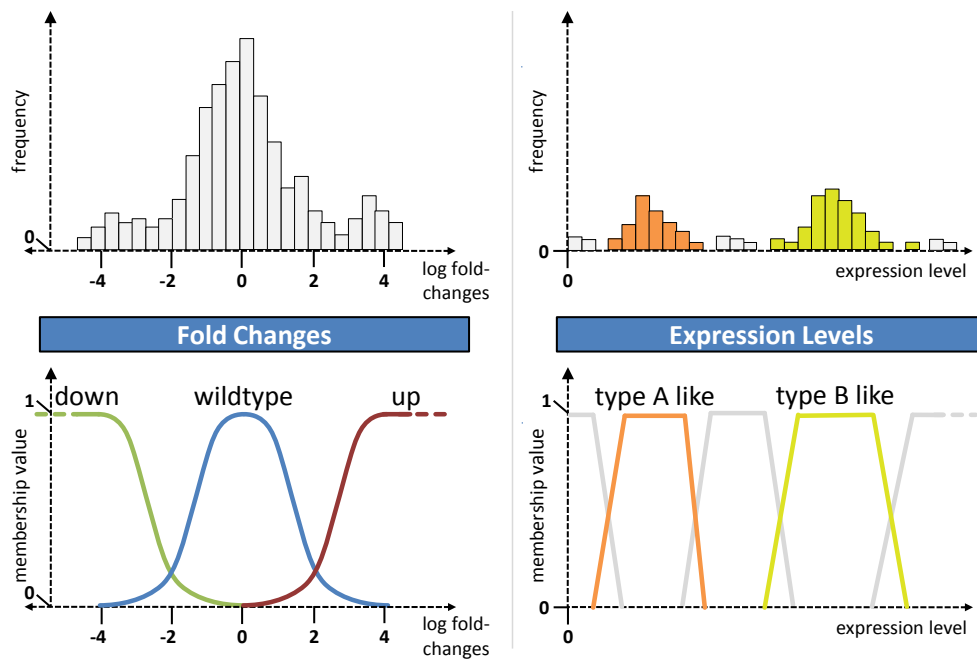 frequency
0
-4 -2 0 2 4
log fold-
changes
frequency
0
0
expression level
Fold Changes
Expression Levels
down wildtype up
1
membership value
0
-4 -2 0 2 4
log fold-
changes
type A like type B like
1
membership value
0
0
expression level